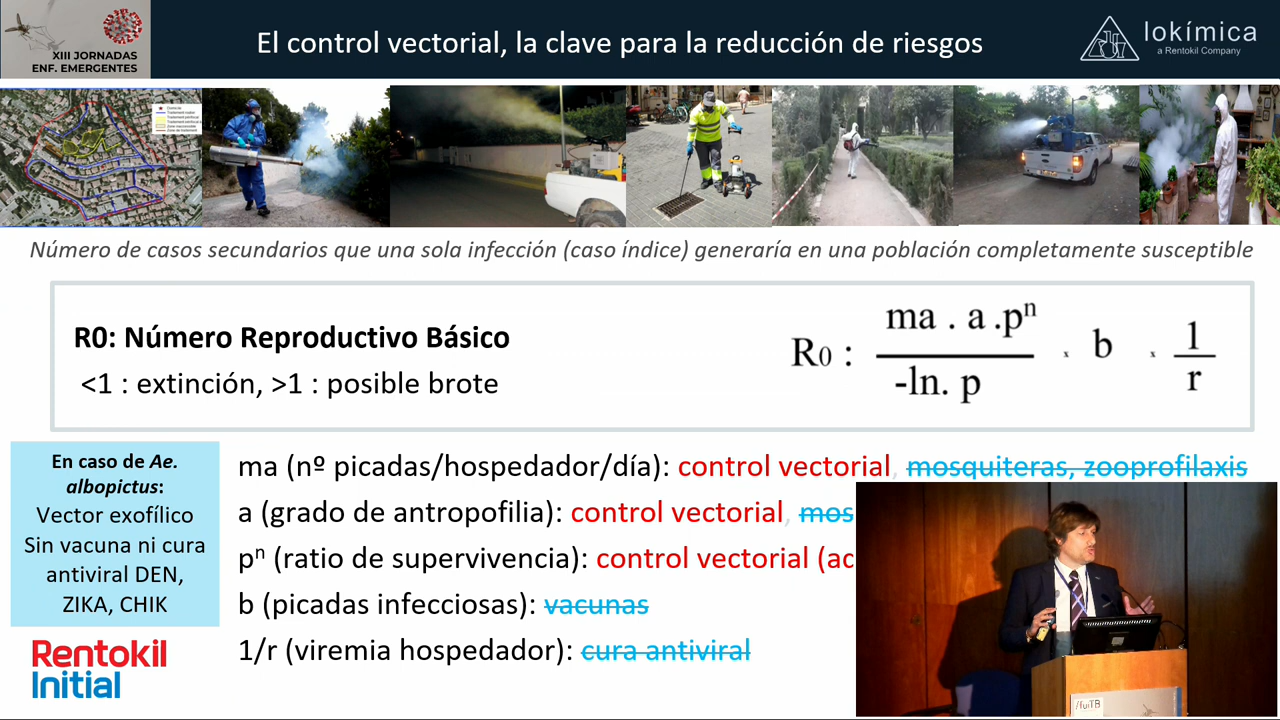 XIII JORNADAS
ENF. EMERGENTES
El control vectorial, la clave para la reducción de riesgos
lokímica
a Rentokil Company
Número de casos secundarios que una sola infección (caso índice) generaría en una población completamente susceptible
R0: Número Reproductivo Básico
<1 : extinción, >1 : posible brote
R0 : ma . a .pⁿ / -ln. p x b x 1 / r
En caso de Ae.
albopictus:
Vector exofílico
Sin vacuna ni cura
antiviral DEN,
ZIKA, CHIK
ma (nº picadas/hospedador/día): control vectorial, mosquiteras, zooprofilaxis
a (grado de antropofilia): control vectorial, mos
pⁿ (ratio de supervivencia): control vectorial (ac
b (picadas infecciosas): vacunas
1/r (viremia hospedador): cura antiviral
Rentokil
Initial